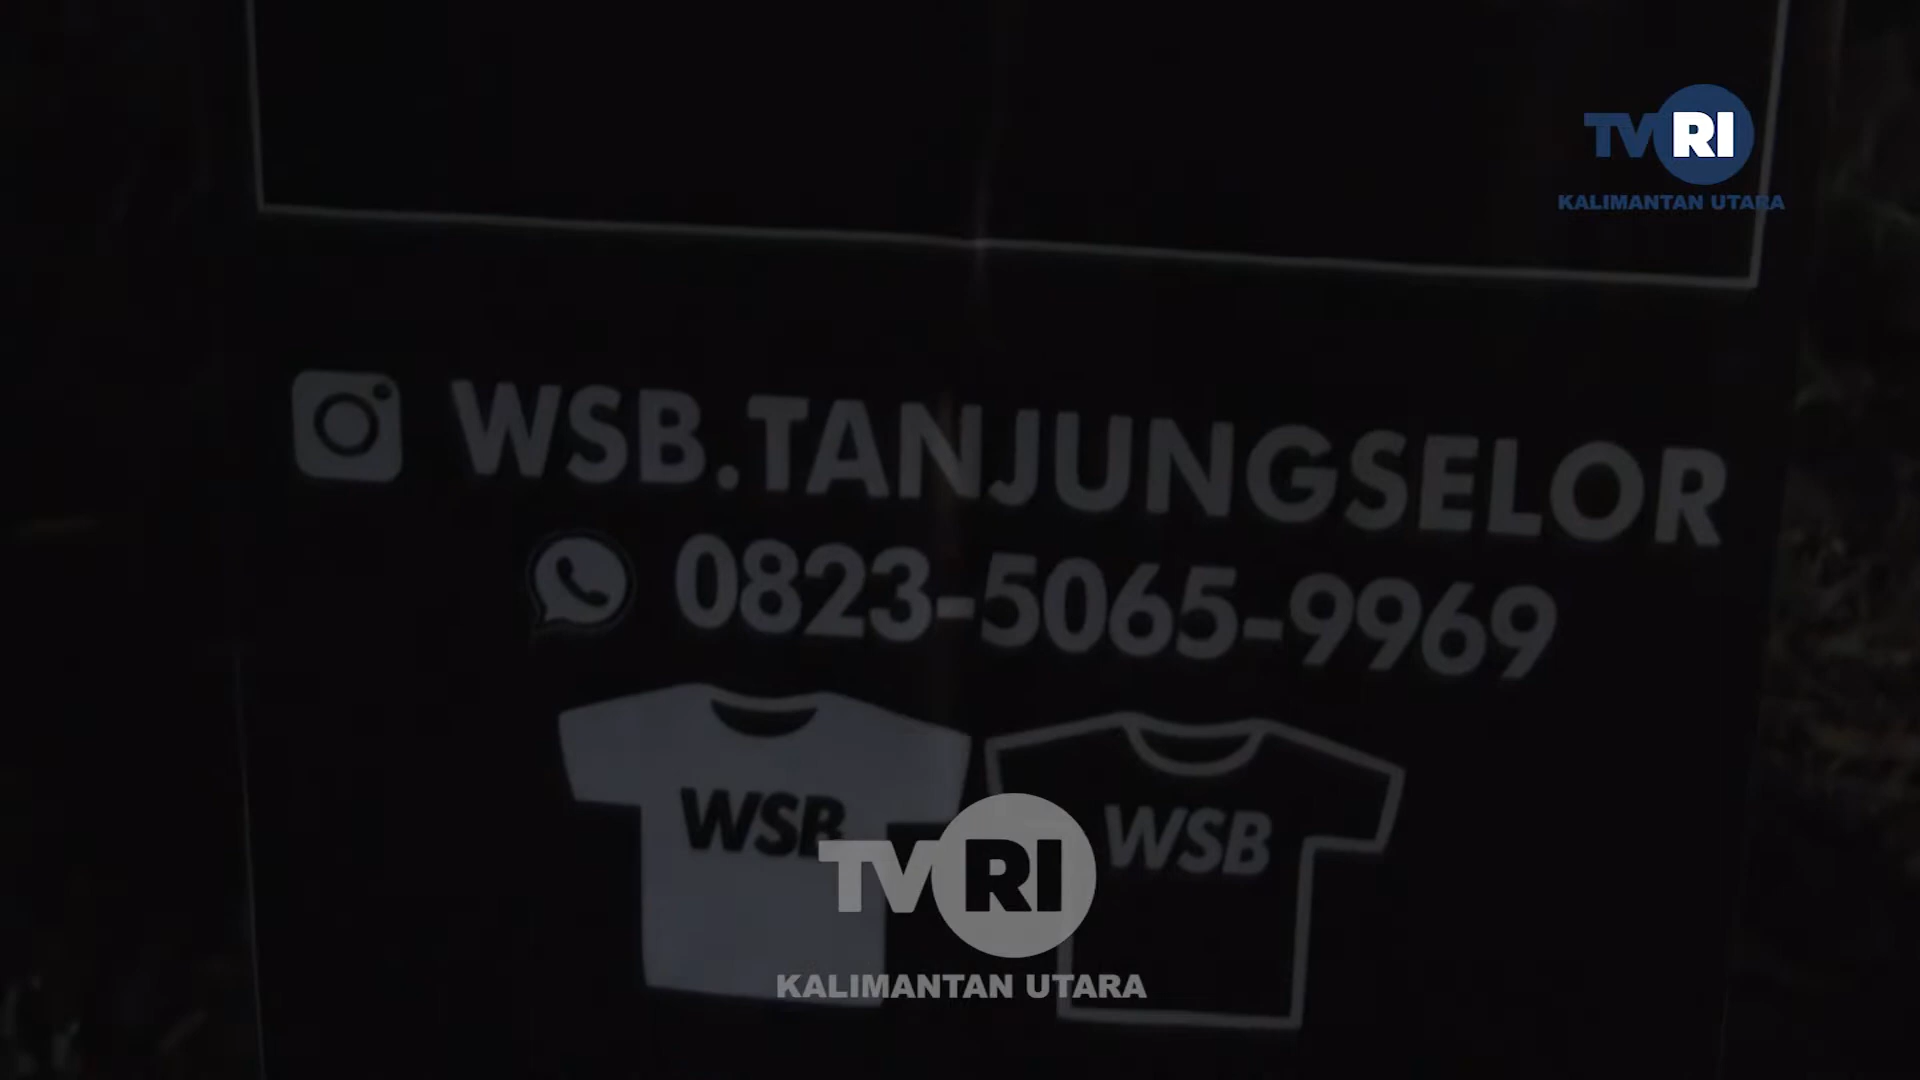 TVRI
KALIMANTAN UTARA
WSB.TANJUNGSELOR
0823-5065-9969
WSB
WSB
TVRI
KALIMANTAN UTARA